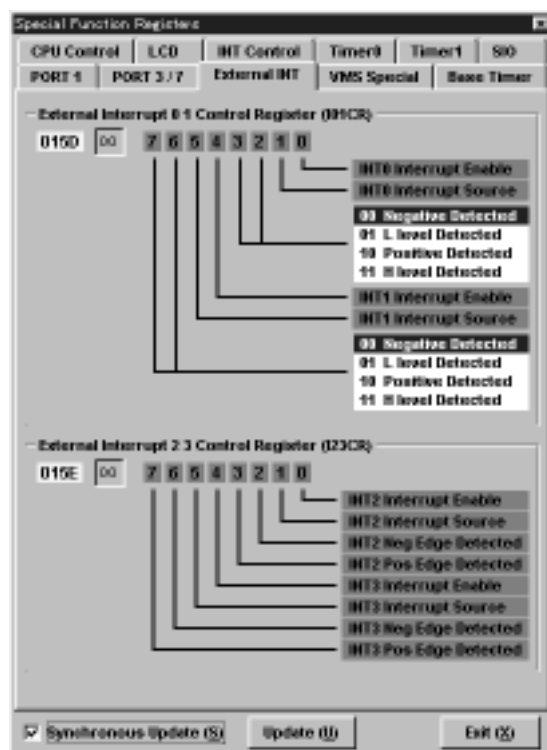 Special Function Registers
CPU Control LCD INT Control Timer0 Timer1 SIO
PORT 1 PORT 3 / 7 External INT VMS Special Base Timer
External Interrupt 0 1 Control Register (I01CR)
015D 00 7 6 5 4 3 2 1 0
INT0 Interrupt Enable
INT0 Interrupt Source
00 Negative Detected
01 L level Detected
10 Positive Detected
11 H level Detected
INT1 Interrupt Enable
INT1 Interrupt Source
00 Negative Detected
01 L level Detected
10 Positive Detected
11 H level Detected
External Interrupt 2 3 Control Register (I23CR)
015E 00 7 6 5 4 3 2 1 0
INT2 Interrupt Enable
INT2 Interrupt Source
INT2 Neg Edge Detected
INT2 Pos Edge Detected
INT3 Interrupt Enable
INT3 Interrupt Source
INT3 Neg Edge Detected
INT3 Pos Edge Detected
Synchronous Update (S) Update (U) Exit (X)